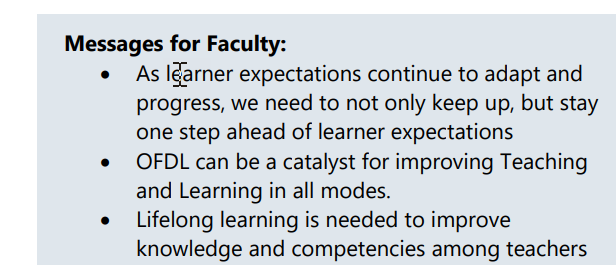 Messages for Faculty:
• As learner expectations continue to adapt and
progress, we need to not only keep up, but stay
one step ahead of learner expectations
• OFDL can be a catalyst for improving Teaching
and Learning in all modes.
• Lifelong learning is needed to improve
knowledge and competencies among teachers